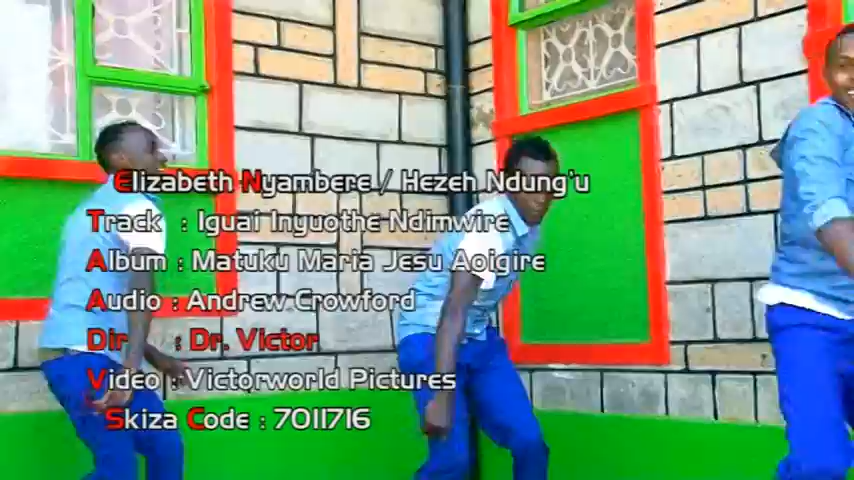 Elizabeth Nyambere / Hezeh Ndung'u
Track : Iguai Inyuothe Ndimwire
Album : Matuku Maria Jesu Aoigire
Audio : Andrew Crowford
Dir : Dr. Victor
Video : Victorworld Pictures
Skiza Code : 7011716